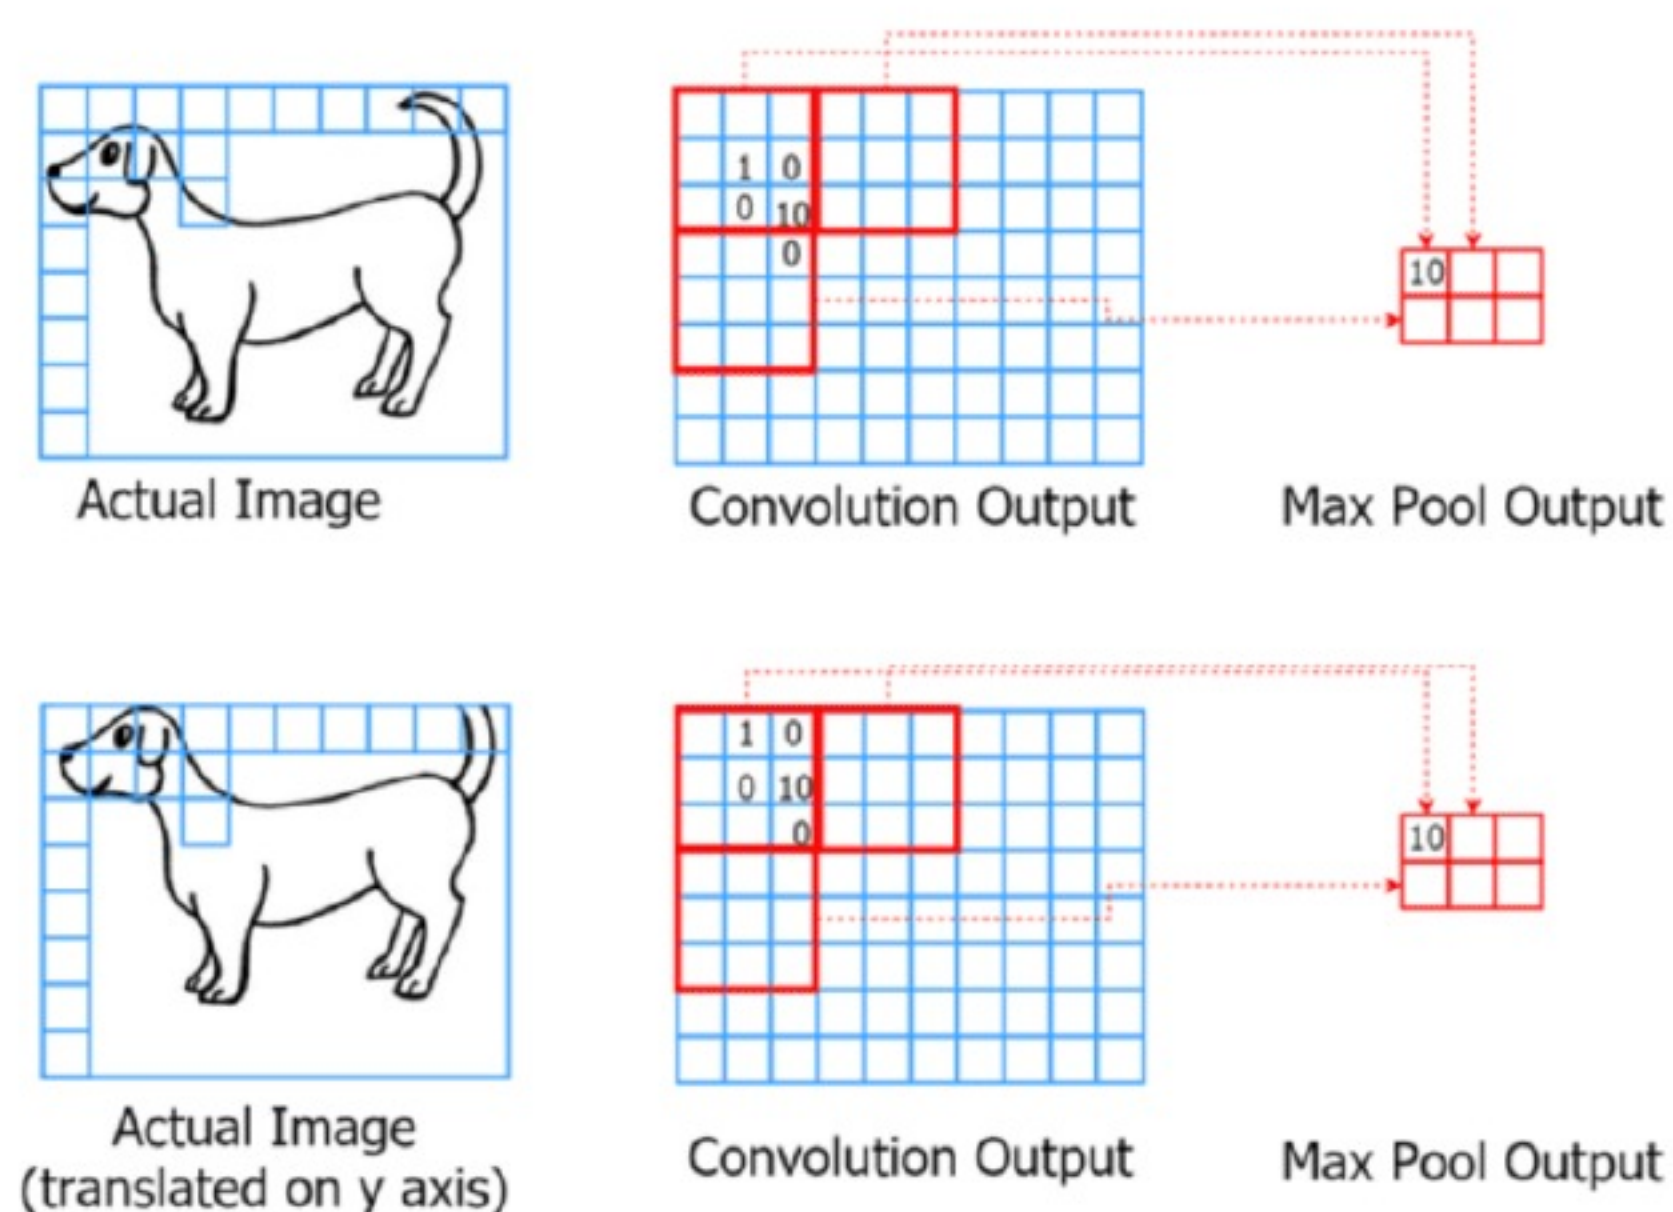 1 0
0 10
0
10
Actual Image
Convolution Output
Max Pool Output
1 0
0 10
0
10
Actual Image
(translated on y axis)
Convolution Output
Max Pool Output